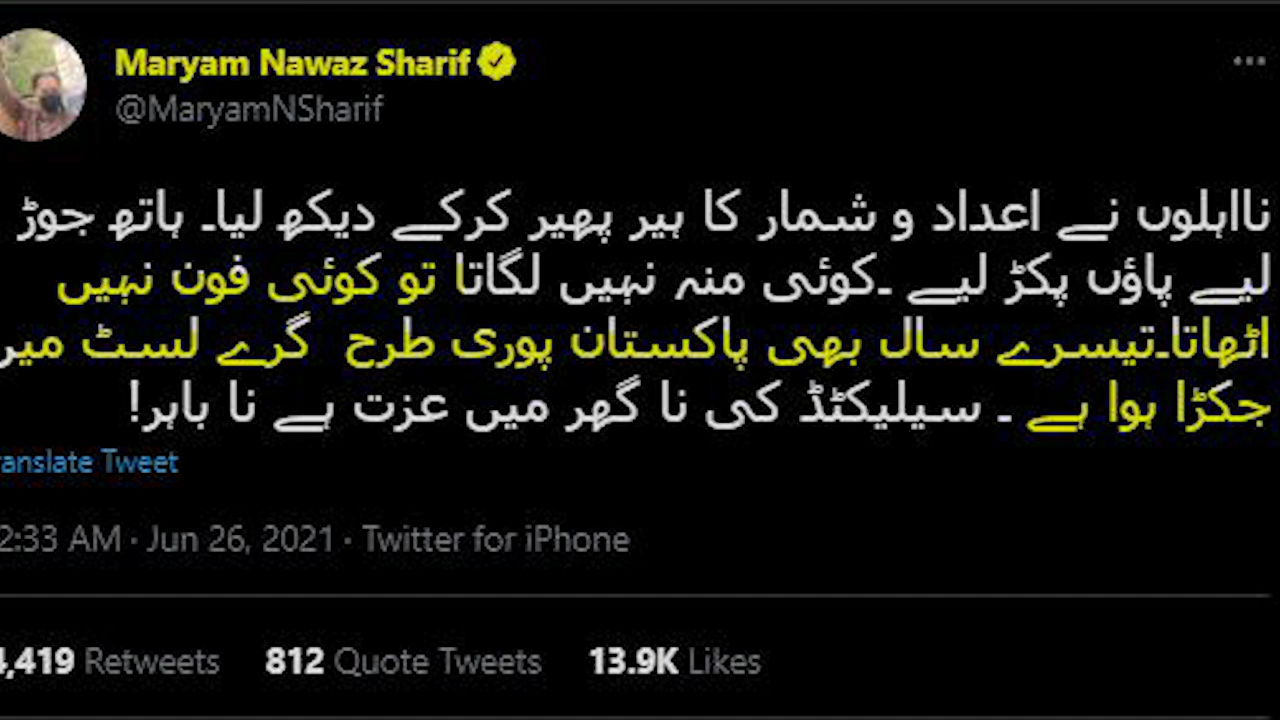 Maryam Nawaz Sharif
@MaryamNSharif
نااہلوں نے اعداد و شمار کا ہیر پھیر کرکے دیکھ لیا۔ ہاتھ جوڑ
لیے پاؤں پکڑ لیے ۔کوئی منہ نہیں لگاتا تو کوئی فون نہیں
اٹھاتا۔تیسرے سال بھی پاکستان پوری طرح گرے لسٹ میں
جکڑا ہوا ہے ۔ سیلیکٹڈ کی نا گھر میں عزت ہے نا باہر!
ranslate Tweet
2:33 AM · Jun 26, 2021 · Twitter for iPhone
4,419 Retweets 812 Quote Tweets 13.9K Likes